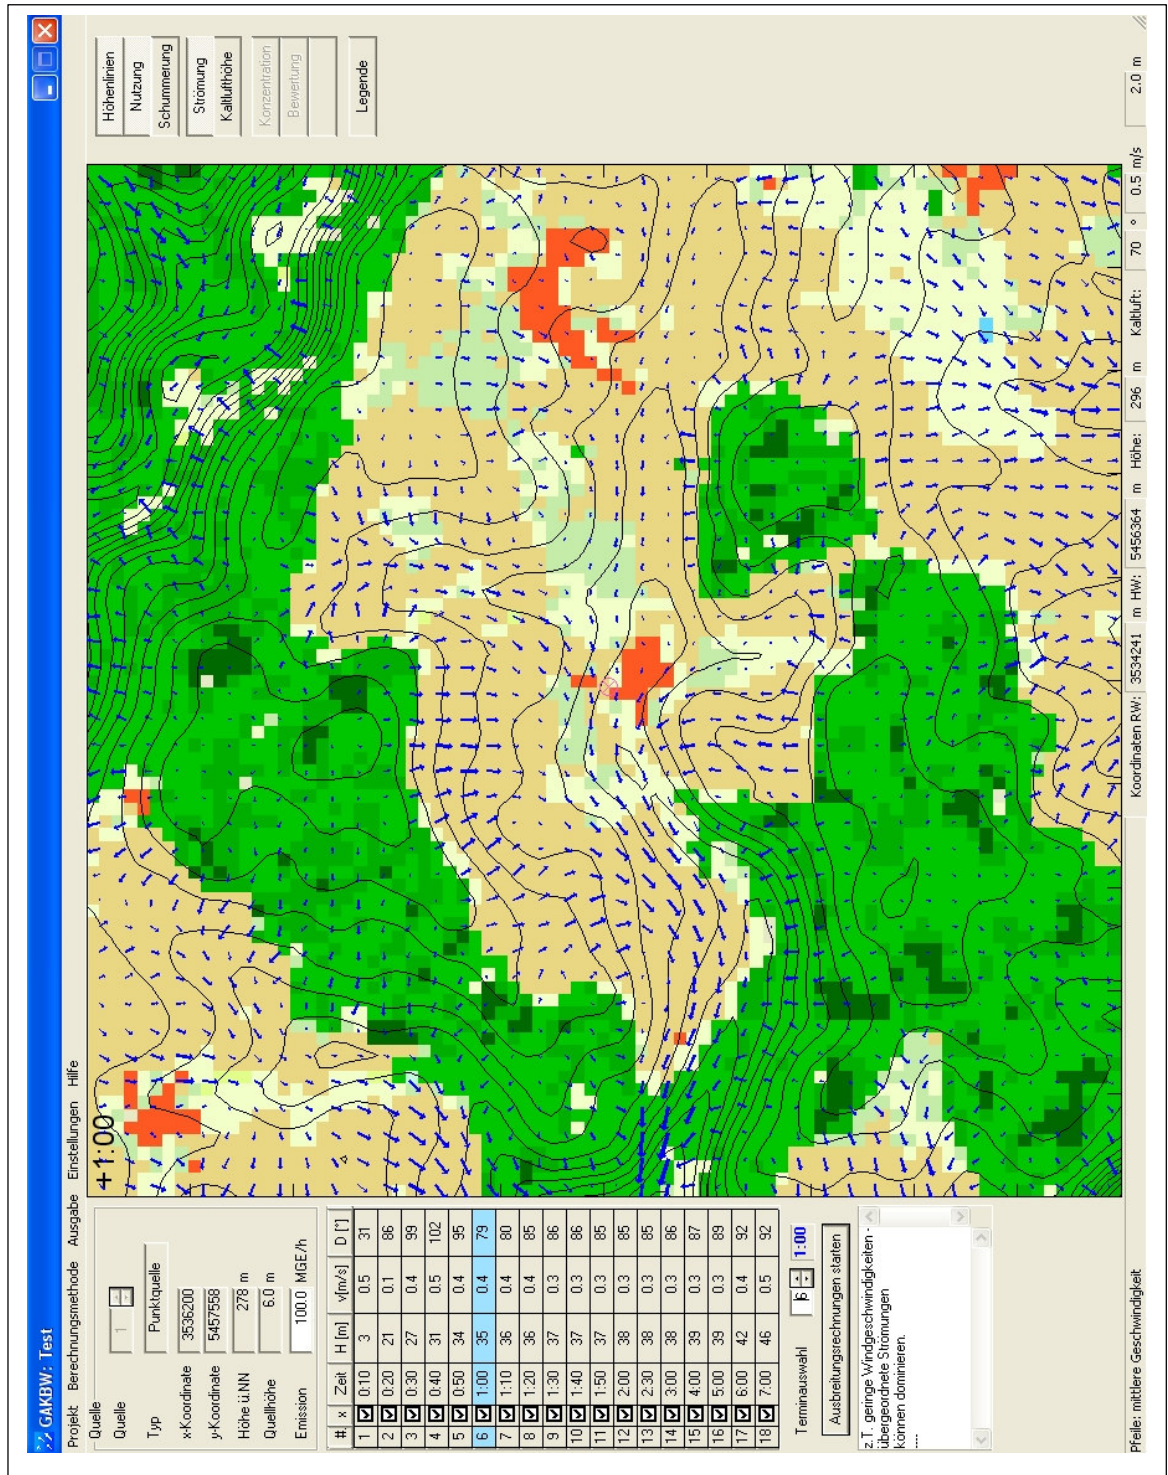 GAKBW: Test
Projekt Berechnungsmethode Ausgabe Einstellungen Hilfe
Quelle
Quelle 1
Typ Punktquelle
x-Koordinate 3536200
y-Koordinate 5457558
Höhe ü.NN 278 m
Quellhöhe 6.0 m
Emission 100.0 MGE/h
#. x Zeit H [m] v[m/s] D [°]
1 0:10 3 0.5 31
2 0:20 21 0.1 86
3 0:30 27 0.4 99
4 0:40 31 0.5 102
5 0:50 34 0.4 95
6 1:00 35 0.4 79
7 1:10 36 0.4 80
8 1:20 36 0.4 85
9 1:30 37 0.3 86
10 1:40 37 0.3 86
11 1:50 37 0.3 85
12 2:00 38 0.3 85
13 2:30 38 0.3 85
14 3:00 38 0.3 86
15 4:00 39 0.3 87
16 5:00 39 0.3 89
17 6:00 42 0.4 92
18 7:00 46 0.5 92
Terminauswahl 6 1:00
Ausbreitungsrechnungen starten
z.T. geringe Windgeschwindigkeiten -
übergeordnete Strömungen
können dominieren.
----
+1:00
Höhenlinien
Nutzung
Schummerung
Strömung
Kaltlufthöhe
Konzentration
Bewertung
Legende
Pfeile: mittlere Geschwindigkeit Koordinaten RW: 3534241 m HW: 5456364 m Höhe: 296 m Kaltluft: 70 ° 0.5 m/s 2.0 m